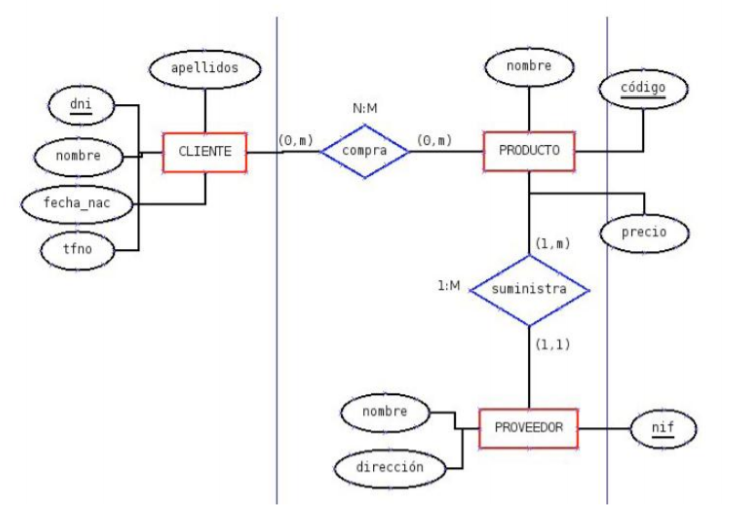 apellidos
nombre
dni
código
N:M
nombre
CLIENTE
(0,m)
compra
(0,m)
PRODUCTO
fecha_nac
tfno
precio
(1,m)
1:M
suministra
(1,1)
nombre
PROVEEDOR
nif
dirección